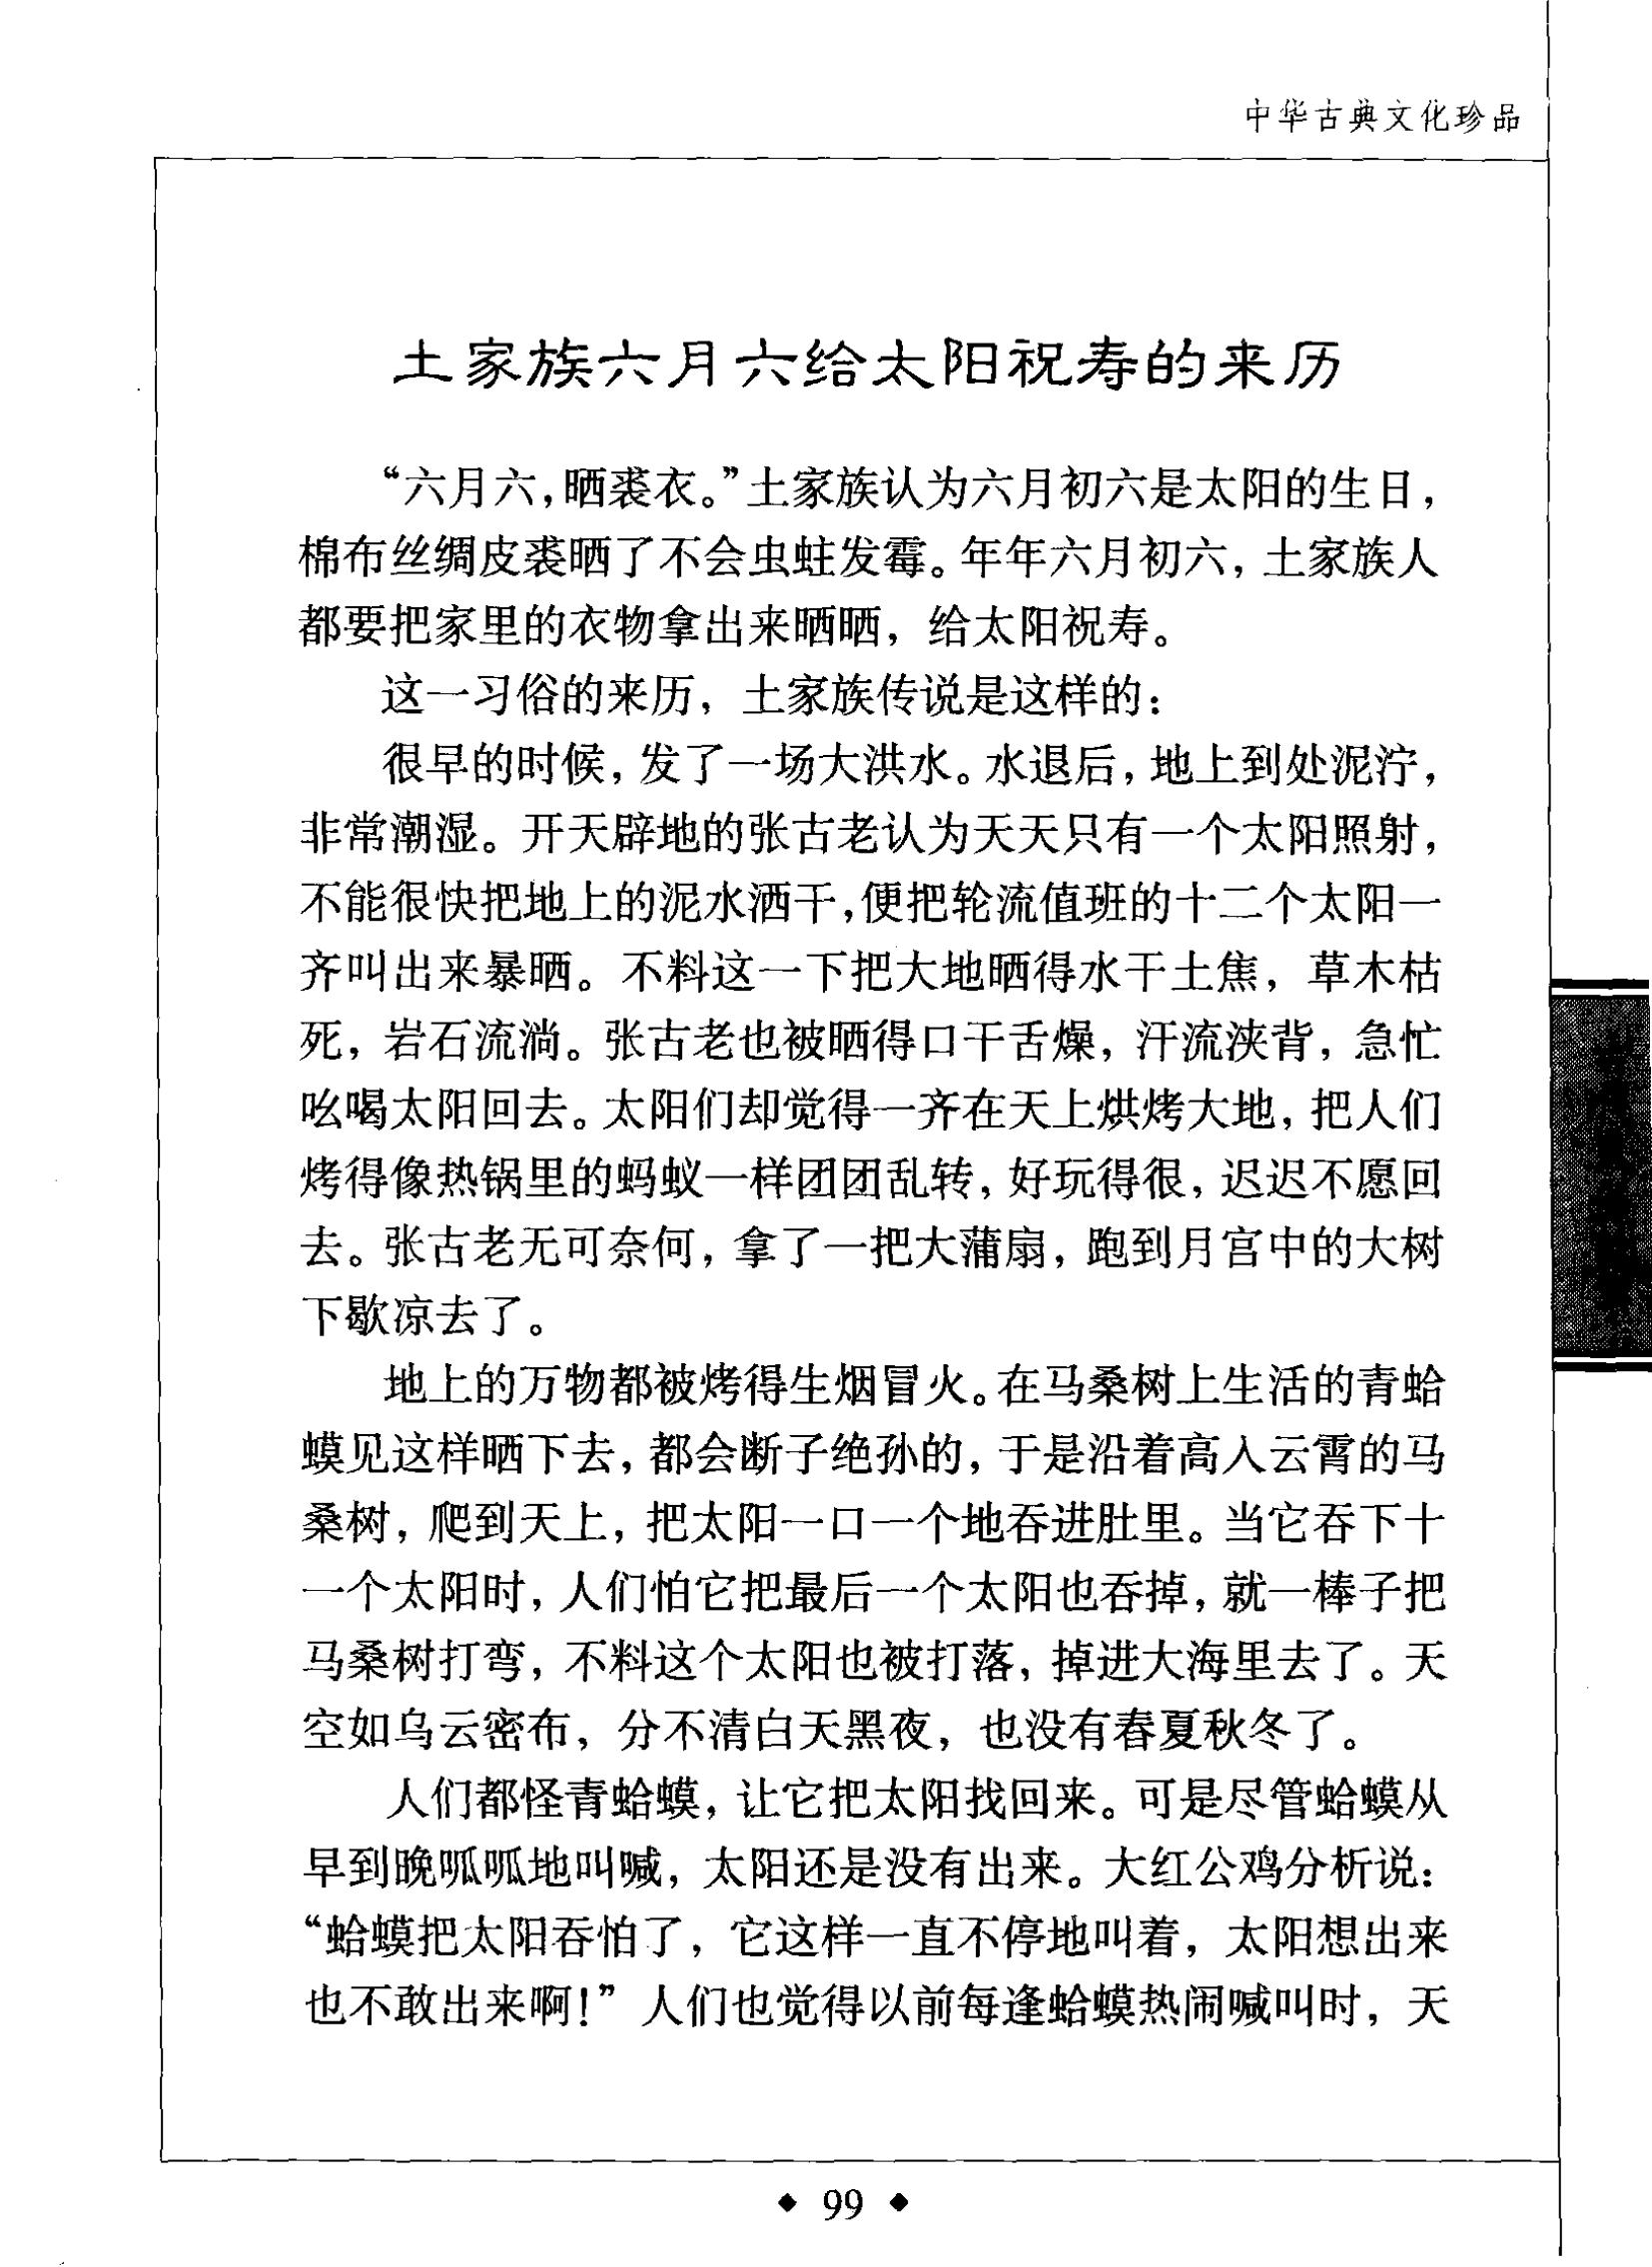 中华古典文化珍品
土家族六月六给太阳祝寿的来历
“六月六，晒裘衣。”土家族认为六月初六是太阳的生日，
棉布丝绸皮裘晒了不会虫蛀发霉。年年六月初六，土家族人
都要把家里的衣物拿出来晒晒，给太阳祝寿。
这一习俗的来历，土家族传说是这样的：
很早的时候，发了一场大洪水。水退后，地上到处泥泞，
非常潮湿。开天辟地的张古老认为天天只有一个太阳照射，
不能很快把地上的泥水洒干，便把轮流值班的十二个太阳一
齐叫出来暴晒。不料这一下把大地晒得水干土焦，草木枯
死，岩石流淌。张古老也被晒得口干舌燥，汗流浃背，急忙
吆喝太阳回去。太阳们却觉得一齐在天上烘烤大地，把人们
烤得像热锅里的蚂蚁一样团团乱转，好玩得很，迟迟不愿回
去。张古老无可奈何，拿了一把大蒲扇，跑到月宫中的大树
下歇凉去了。
地上的万物都被烤得生烟冒火。在马桑树上生活的青蛤
蟆见这样晒下去，都会断子绝孙的，于是沿着高入云霄的马
桑树，爬到天上，把太阳一口一个地吞进肚里。当它吞下十
一个太阳时，人们怕它把最后一个太阳也吞掉，就一棒子把
马桑树打弯，不料这个太阳也被打落，掉进大海里去了。天
空如乌云密布，分不清白天黑夜，也没有春夏秋冬了。
人们都怪青蛤蟆，让它把太阳找回来。可是尽管蛤蟆从
早到晚呱呱地叫喊，太阳还是没有出来。大红公鸡分析说：
“蛤蟆把太阳吞怕了，它这样一直不停地叫着，太阳想出来
也不敢出来啊！”人们也觉得以前每逢蛤蟆热闹喊叫时，天
◆ 99 ◆